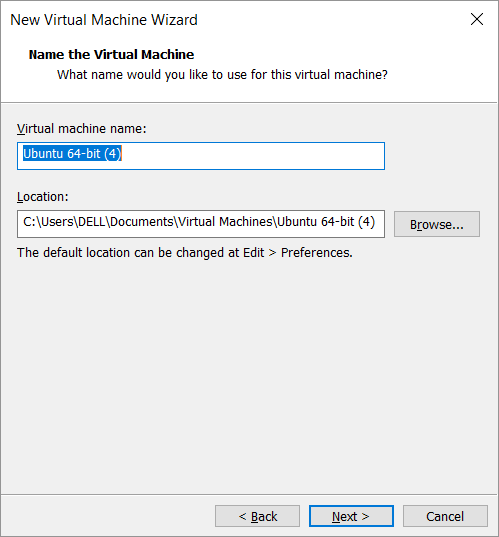 New Virtual Machine Wizard
Name the Virtual Machine
What name would you like to use for this virtual machine?
Virtual machine name:
Ubuntu 64-bit (4)
Location:
C:\Users\DELL\Documents\Virtual Machines\Ubuntu 64-bit (4)
Browse...
The default location can be changed at Edit > Preferences.
< Back
Next >
Cancel